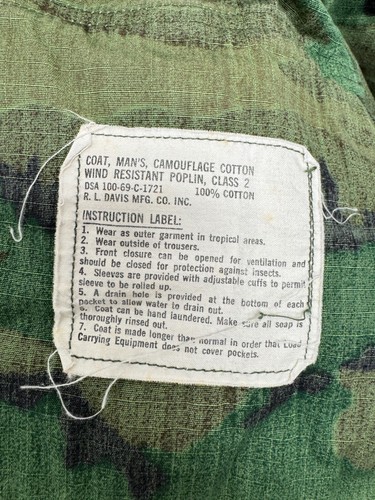 COAT, MAN'S, CAMOUFLAGE COTTON
WIND RESISTANT POPLIN, CLASS 2
DSA 100-69-C-1721 100% COTTON
R. L. DAVIS MFG. CO. INC.
INSTRUCTION LABEL:
1. Wear as outer garment in tropical areas.
2. Wear outside of trousers.
3. Front closure can be opened for ventilation and
should be closed for protection against insects.
4. Sleeves are provided with adjustable cuffs to permit
sleeve to be rolled up.
5. A drain hole is provided at the bottom of each
pocket to allow water to drain out.
6. Coat can be hand laundered. Make sure all soap is
thoroughly rinsed out.
7. Coat is made longer than normal in order that Load
Carrying Equipment does not cover pockets.